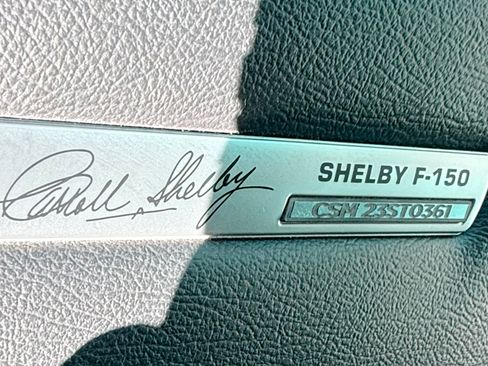 Carroll Shelby
SHELBY F-150
CSM 23ST0361